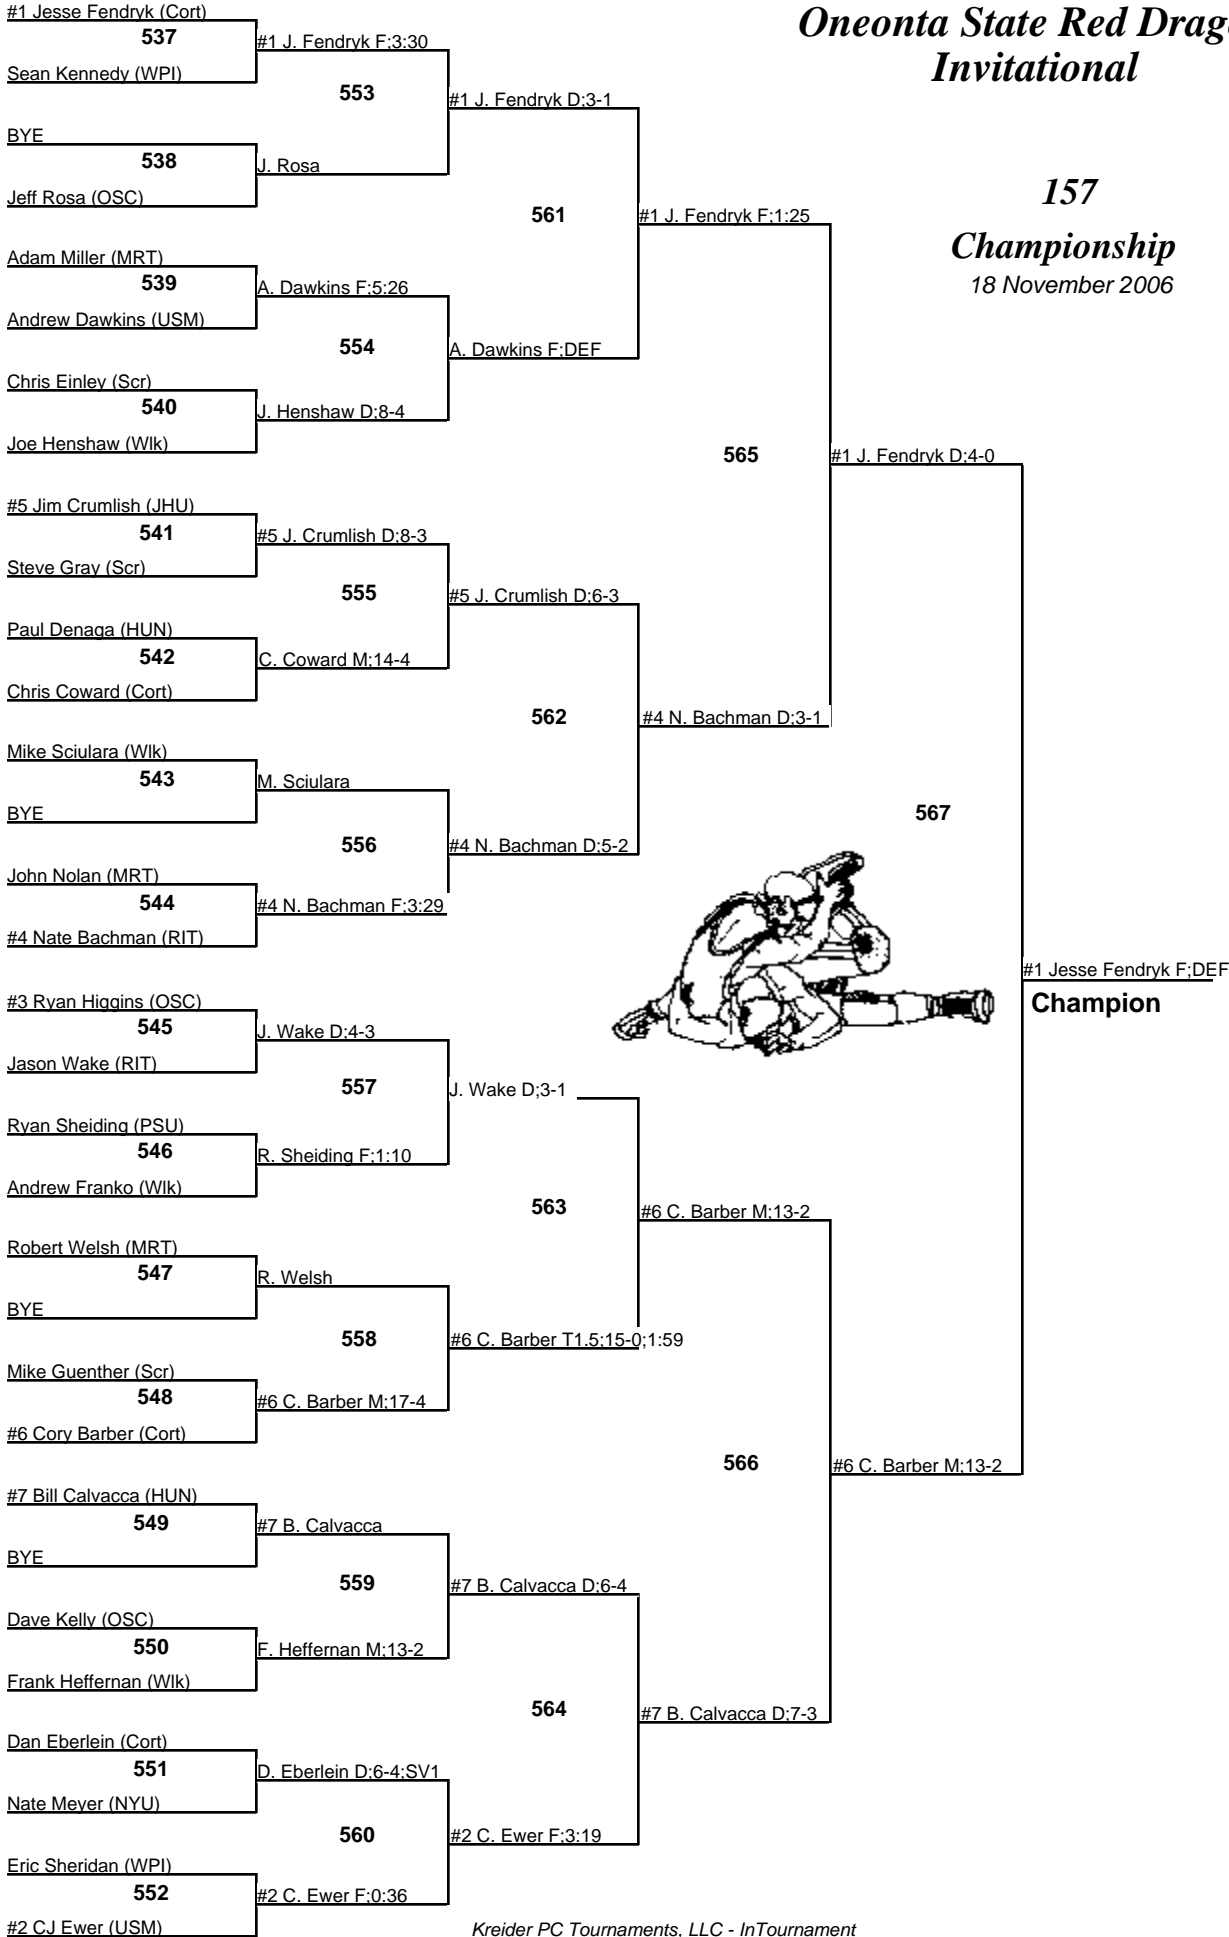 Oneonta State Red Drag
Invitational
157
Championship
18 November 2006
#1 Jesse Fendryk (Cort)
537
Sean Kennedy (WPI)
BYE
538
Jeff Rosa (OSC)
Adam Miller (MRT)
539
Andrew Dawkins (USM)
Chris Einley (Scr)
540
Joe Henshaw (Wlk)
#5 Jim Crumlish (JHU)
541
Steve Gray (Scr)
Paul Denaga (HUN)
542
Chris Coward (Cort)
Mike Sciulara (Wlk)
543
BYE
John Nolan (MRT)
544
#4 Nate Bachman (RIT)
#3 Ryan Higgins (OSC)
545
Jason Wake (RIT)
Ryan Sheiding (PSU)
546
Andrew Franko (Wlk)
Robert Welsh (MRT)
547
BYE
Mike Guenther (Scr)
548
#6 Cory Barber (Cort)
#7 Bill Calvacca (HUN)
549
BYE
Dave Kelly (OSC)
550
Frank Heffernan (Wlk)
Dan Eberlein (Cort)
551
Nate Meyer (NYU)
Eric Sheridan (WPI)
552
#2 CJ Ewer (USM)
#1 J. Fendryk F;3:30
553
J. Rosa
A. Dawkins F;5:26
554
J. Henshaw D;8-4
#5 J. Crumlish D;8-3
555
C. Coward M;14-4
M. Sciulara
556
#4 N. Bachman F;3:29
J. Wake D;4-3
557
R. Sheiding F;1:10
R. Welsh
558
#6 C. Barber M;17-4
#7 B. Calvacca
559
F. Heffernan M;13-2
D. Eberlein D;6-4;SV1
560
#2 C. Ewer F;0:36
#1 J. Fendryk D;3-1
561
A. Dawkins F;DEF
#5 J. Crumlish D;6-3
562
#4 N. Bachman D;5-2
J. Wake D;3-1
563
#6 C. Barber T1.5;15-0;1:59
#7 B. Calvacca D;6-4
564
#2 C. Ewer F;3:19
#1 J. Fendryk F;1:25
565
#4 N. Bachman D;3-1
#6 C. Barber M;13-2
566
#7 B. Calvacca D;7-3
#1 J. Fendryk D;4-0
567
#6 C. Barber M;13-2
#1 Jesse Fendryk F;DEF
Champion
Kreider PC Tournaments, LLC - InTournament